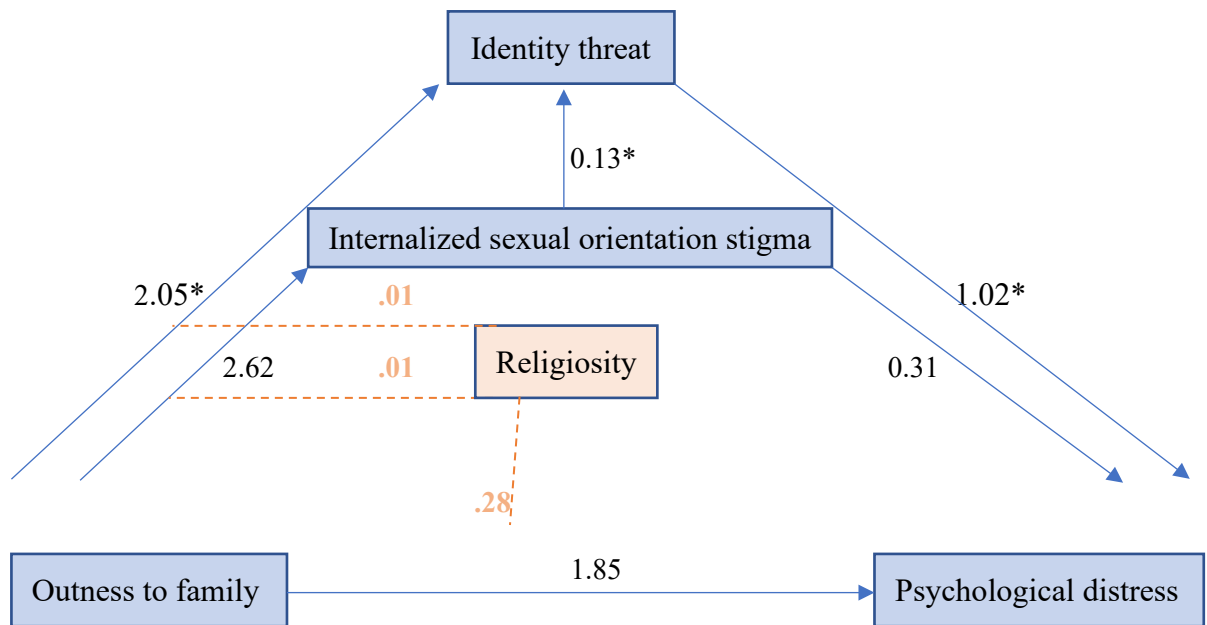 Identity threat
0.13*
Internalized sexual orientation stigma
2.05*
.01
1.02*
2.62
.01
Religiosity
0.31
.28
1.85
Outness to family
Psychological distress